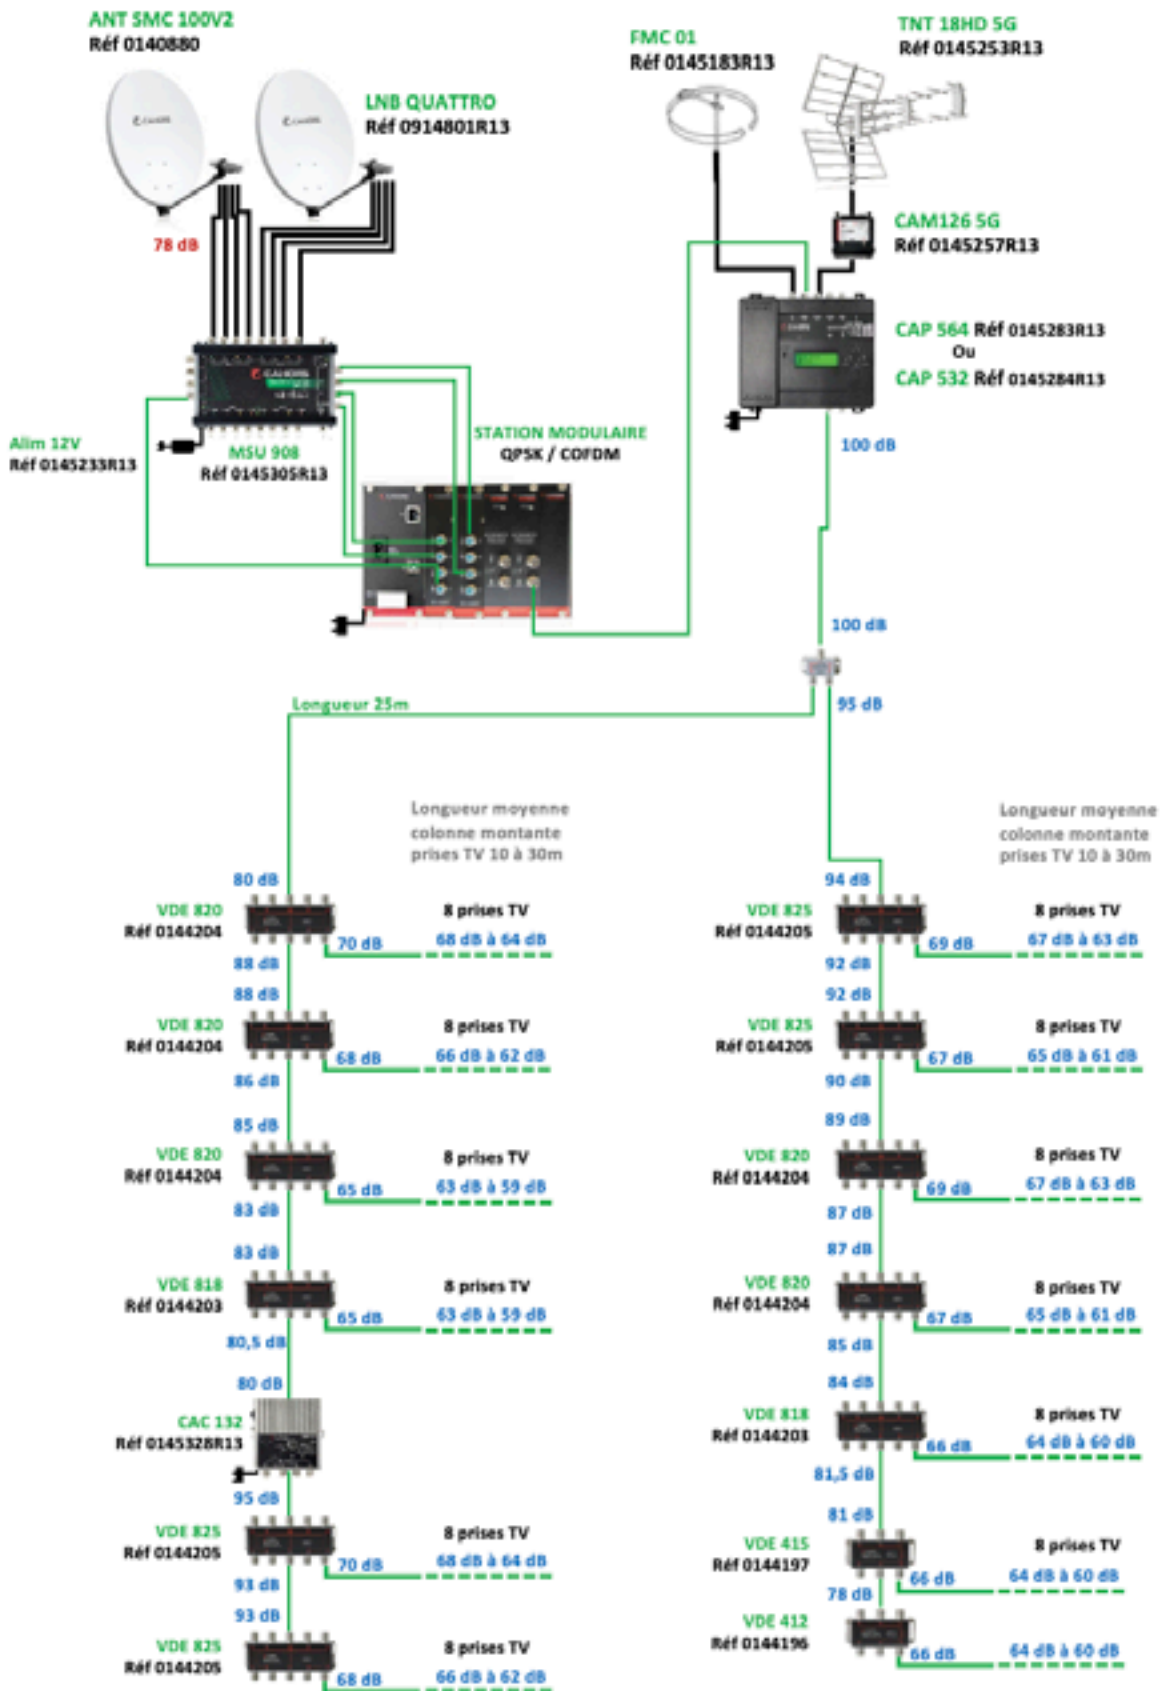 ANT SMC 100V2
Réf 0140880
LNB QUATTRO
Réf 0914801R13
78 dB
FMC 01
Réf 0145183R13
TNT 18HD 5G
Réf 0145253R13
CAM126 5G
Réf 0145257R13
CAP 564 Réf 0145283R13
Ou
CAP 532 Réf 0145284R13
100 dB
Alim 12V
Réf 0145233R13
CAHORS
MSU 908
Réf 0145305R13
STATION MODULAIRE
QPSK / COFDM
100 dB
95 dB
Longueur 25m
Longueur moyenne
colonne montante
prises TV 10 à 30m
80 dB
VDE 820
Réf 0144204
8 prises TV
70 dB
68 dB à 64 dB
88 dB
88 dB
VDE 820
Réf 0144204
8 prises TV
68 dB
66 dB à 62 dB
86 dB
85 dB
VDE 820
Réf 0144204
8 prises TV
65 dB
63 dB à 59 dB
83 dB
83 dB
VDE 818
Réf 0144203
8 prises TV
65 dB
63 dB à 59 dB
80,5 dB
80 dB
CAC 132
Réf 0145328R13
95 dB
VDE 825
Réf 0144205
8 prises TV
70 dB
68 dB à 64 dB
93 dB
93 dB
VDE 825
Réf 0144205
8 prises TV
68 dB
66 dB à 62 dB
Longueur moyenne
colonne montante
prises TV 10 à 30m
94 dB
VDE 825
Réf 0144205
8 prises TV
69 dB
67 dB à 63 dB
92 dB
92 dB
VDE 825
Réf 0144205
8 prises TV
67 dB
65 dB à 61 dB
90 dB
89 dB
VDE 820
Réf 0144204
8 prises TV
69 dB
67 dB à 63 dB
87 dB
87 dB
VDE 820
Réf 0144204
8 prises TV
67 dB
65 dB à 61 dB
85 dB
84 dB
VDE 818
Réf 0144203
8 prises TV
66 dB
64 dB à 60 dB
81,5 dB
81 dB
VDE 415
Réf 0144197
8 prises TV
66 dB
64 dB à 60 dB
78 dB
VDE 412
Réf 0144196
66 dB
64 dB à 60 dB